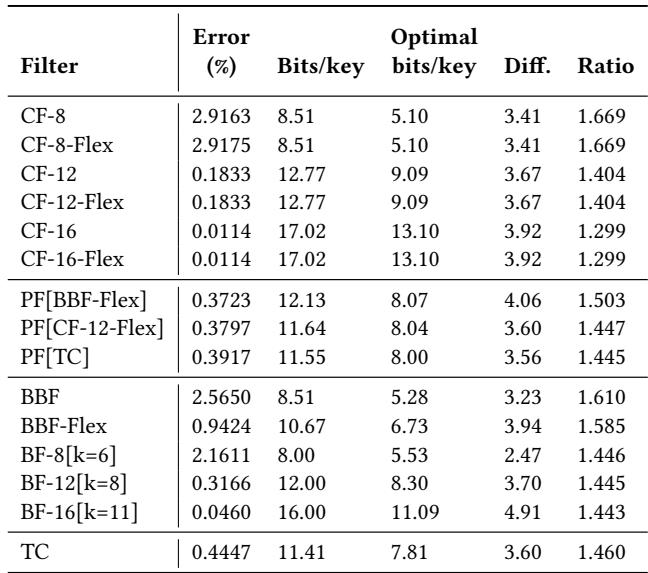 Error Optimal
Filter (%) Bits/key bits/key Diff. Ratio
CF-8 2.9163 8.51 5.10 3.41 1.669
CF-8-Flex 2.9175 8.51 5.10 3.41 1.669
CF-12 0.1833 12.77 9.09 3.67 1.404
CF-12-Flex 0.1833 12.77 9.09 3.67 1.404
CF-16 0.0114 17.02 13.10 3.92 1.299
CF-16-Flex 0.0114 17.02 13.10 3.92 1.299
PF[BBF-Flex] 0.3723 12.13 8.07 4.06 1.503
PF[CF-12-Flex] 0.3797 11.64 8.04 3.60 1.447
PF[TC] 0.3917 11.55 8.00 3.56 1.445
BBF 2.5650 8.51 5.28 3.23 1.610
BBF-Flex 0.9424 10.67 6.73 3.94 1.585
BF-8[k=6] 2.1611 8.00 5.53 2.47 1.446
BF-12[k=8] 0.3166 12.00 8.30 3.70 1.445
BF-16[k=11] 0.0460 16.00 11.09 4.91 1.443
TC 0.4447 11.41 7.81 3.60 1.460